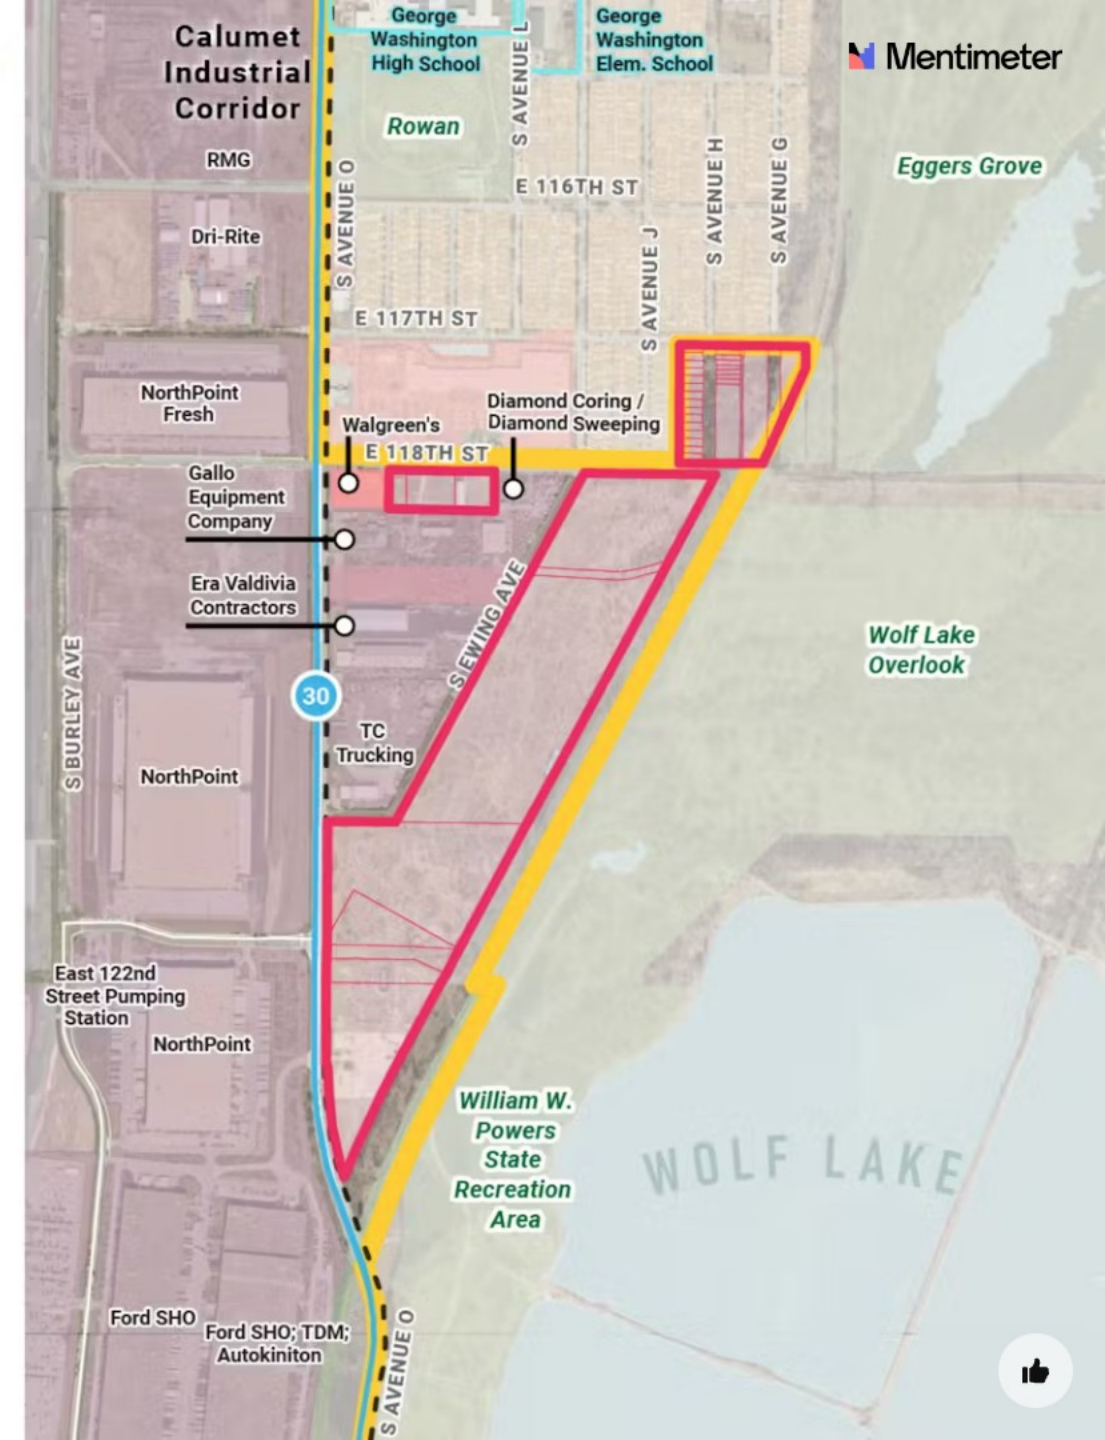 Calumet
Industrial
Corridor
George
Washington
High School
George
Washington
Elem. School
Mentimeter
Rowan
S AVENUE L
RMG
Eggers Grove
E 116TH ST
S AVENUE O
S AVENUE H
S AVENUE G
Dri-Rite
S AVENUE J
E 117TH ST
NorthPoint
Fresh
Walgreen's
Diamond Coring /
Diamond Sweeping
E 118TH ST
Gallo
Equipment
Company
Era Valdivia
Contractors
S EWING AVE
Wolf Lake
Overlook
S BURLEY AVE
30
TC
Trucking
NorthPoint
East 122nd
Street Pumping
Station
NorthPoint
William W.
Powers
State
Recreation
Area
WOLF LAKE
Ford SHO
Ford SHO; TDM;
Autokiniton
S AVENUE O